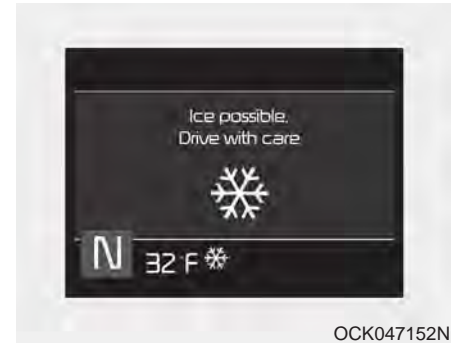 Ice possible.
Drive with care
N 32°F
OCK047152N